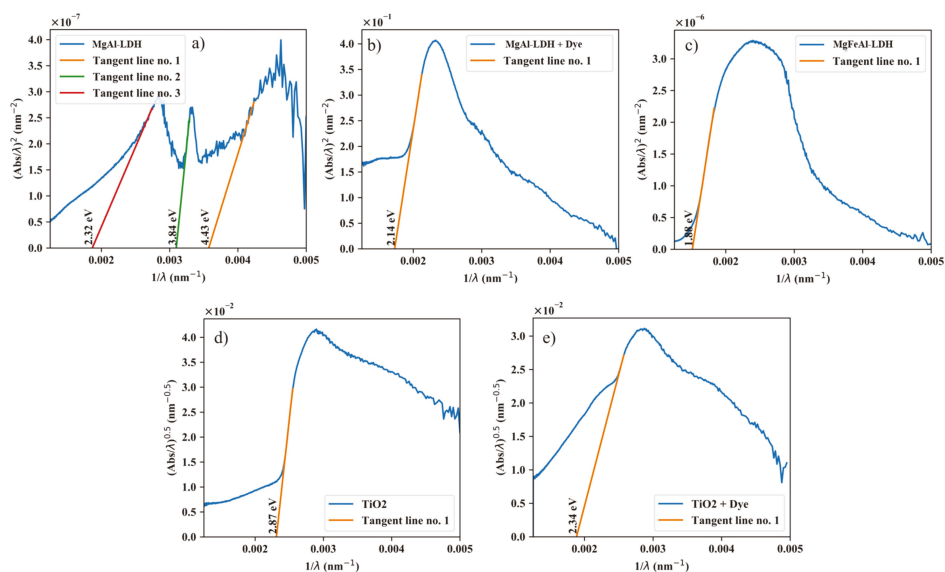 ×10⁻⁷
a)
MgAl-LDH
Tangent line no. 1
Tangent line no. 2
Tangent line no. 3
(Abs/λ)² (nm⁻²)
4.0
3.5
3.0
2.5
2.0
1.5
1.0
0.5
0.0
2.32 eV
3.84 eV
4.43 eV
0.002
0.003
0.004
0.005
1/λ (nm⁻¹)
×10⁻¹
b)
MgAl-LDH + Dye
Tangent line no. 1
(Abs/λ)² (nm⁻²)
4.0
3.5
3.0
2.5
2.0
1.5
1.0
0.5
0.0
2.14 eV
0.002
0.003
0.004
0.005
1/λ (nm⁻¹)
×10⁻⁶
c)
MgFeAl-LDH
Tangent line no. 1
(Abs/λ)² (nm⁻²)
3.5
3.0
2.5
2.0
1.5
1.0
0.5
0.0
1.88 eV
0.002
0.003
0.004
0.005
1/λ (nm⁻¹)
×10⁻²
d)
(Abs/λ)^0.5 (nm^−0.5)
4.0
3.5
3.0
2.5
2.0
1.5
1.0
0.5
0.0
2.87 eV
TiO2
Tangent line no. 1
0.002
0.003
0.004
0.005
1/λ (nm⁻¹)
×10⁻²
e)
(Abs/λ)^0.5 (nm^−0.5)
3.0
2.5
2.0
1.5
1.0
0.5
0.0
2.34 eV
TiO2 + Dye
Tangent line no. 1
0.002
0.003
0.004
0.005
1/λ (nm⁻¹)